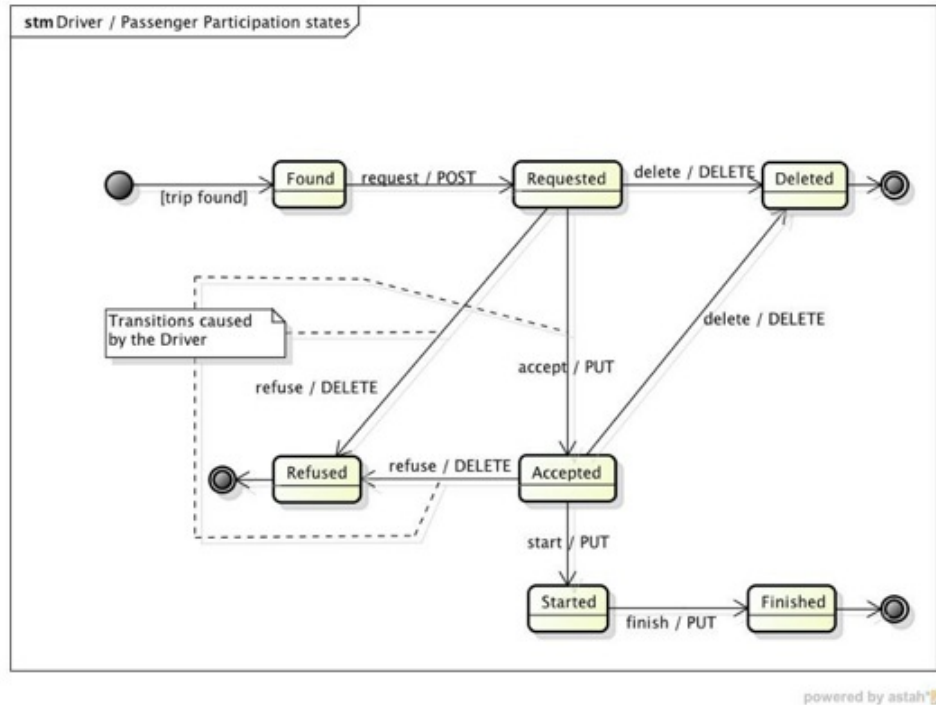 stm Driver / Passenger Participation states
Found
request / POST
Requested
delete / DELETE
Deleted
[trip found]
Transitions caused
by the Driver
delete / DELETE
accept / PUT
refuse / DELETE
Refused
refuse / DELETE
Accepted
start / PUT
Started
finish / PUT
Finished
powered by astah*